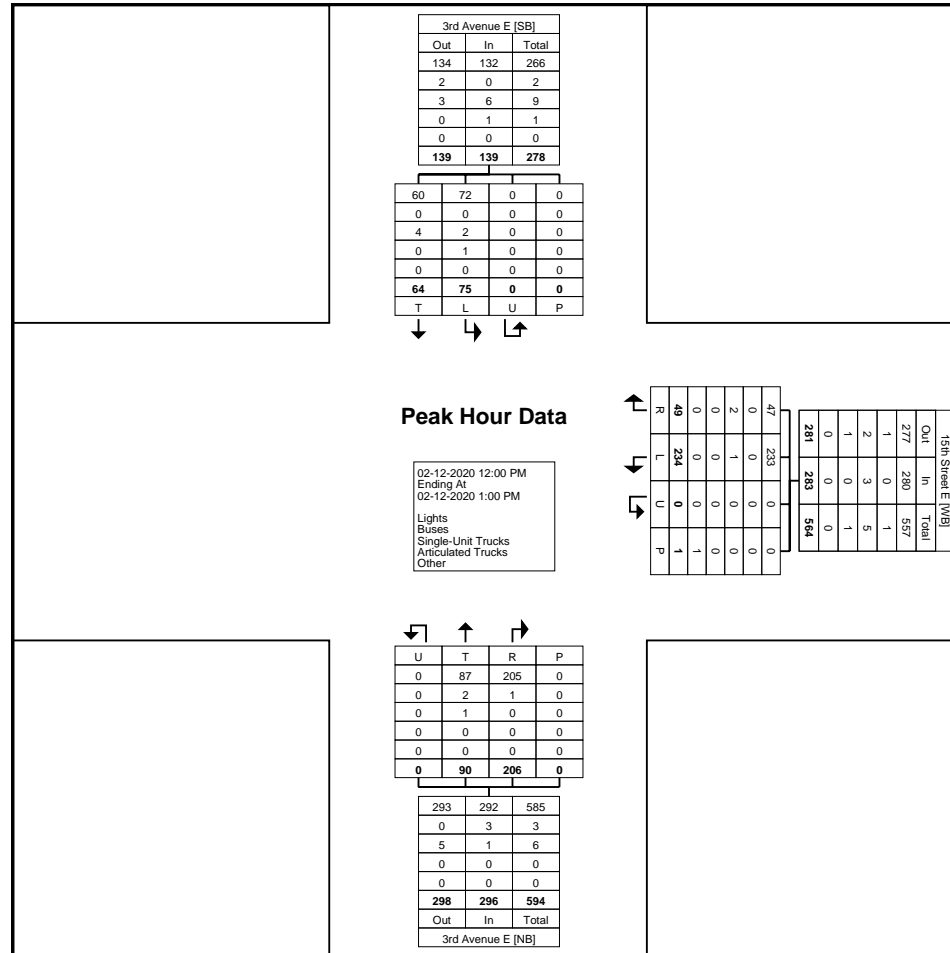 3rd Avenue E [SB]
Out In Total
134 132 266
2 0 2
3 6 9
0 1 1
0 0 0
139 139 278
60 72 0 0
0 0 0 0
4 2 0 0
0 1 0 0
0 0 0 0
64 75 0 0
T L U P
Peak Hour Data
02-12-2020 12:00 PM
Ending At
02-12-2020 1:00 PM
Lights
Buses
Single-Unit Trucks
Articulated Trucks
Other
15th Street E [WB]
Out In Total
277 280 557
1 0 1
2 3 5
1 0 1
0 0 0
281 283 564
47 233 0 0
0 0 0 0
2 1 0 0
0 0 0 0
0 0 0 1
49 234 0 1
R L U P
U T R P
0 87 205 0
0 2 1 0
0 1 0 0
0 0 0 0
0 0 0 0
0 90 206 0
293 292 585
0 3 3
5 1 6
0 0 0
0 0 0
298 296 594
Out In Total
3rd Avenue E [NB]